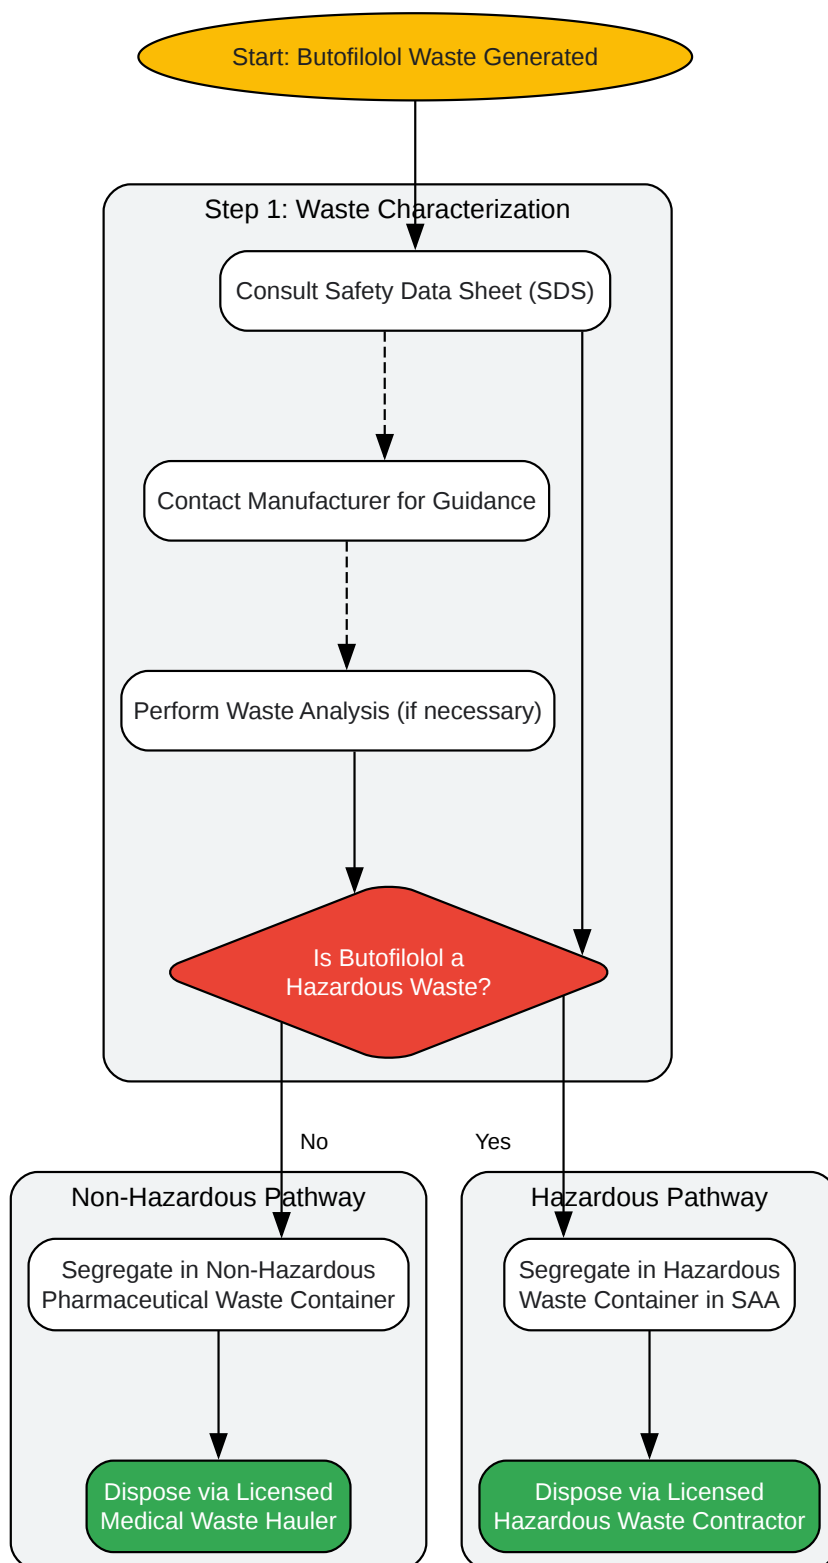 Start: Butofilolol Waste Generated
Step 1: Waste Characterization
Consult Safety Data Sheet (SDS)
Contact Manufacturer for Guidance
Perform Waste Analysis (if necessary)
Is Butofilolol a
Hazardous Waste?
No
Yes
Non-Hazardous Pathway
Segregate in Non-Hazardous
Pharmaceutical Waste Container
Dispose via Licensed
Medical Waste Hauler
Hazardous Pathway
Segregate in Hazardous
Waste Container in SAA
Dispose via Licensed
Hazardous Waste Contractor